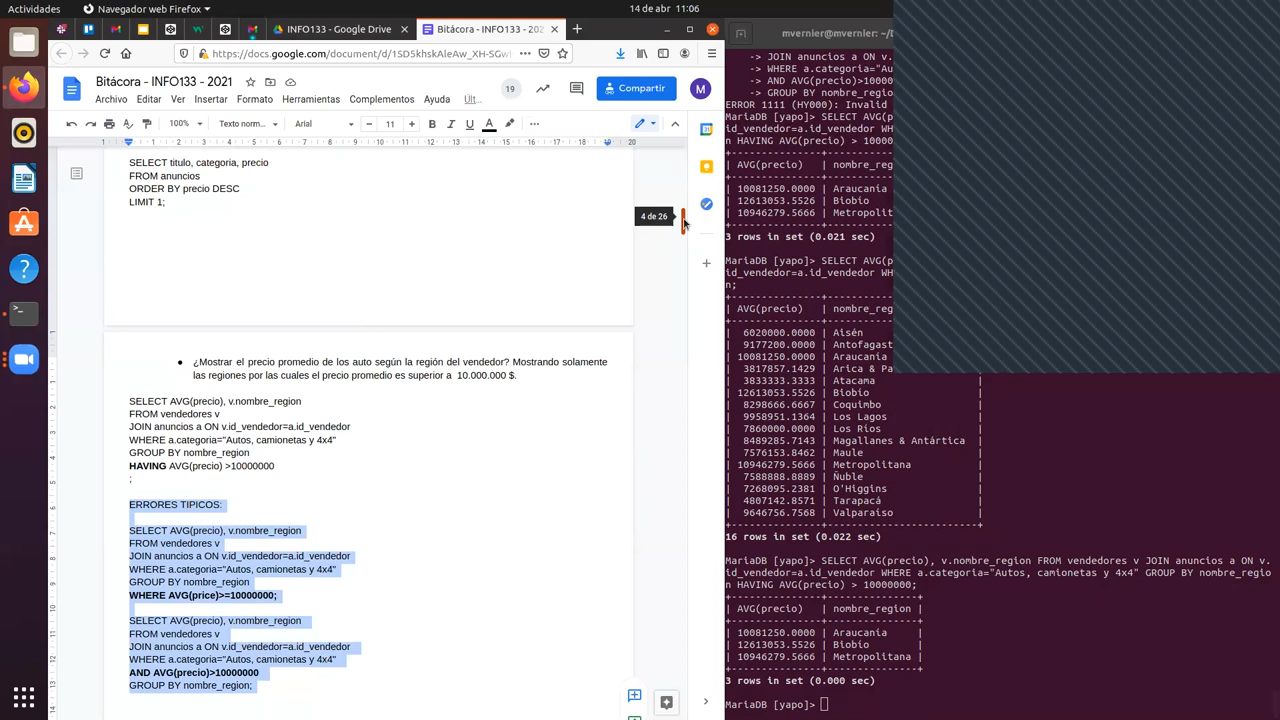 Actividades
Navegador web Firefox
14 de abr 11:06
INFO133 - Google Drive
Bitácora - INFO133 - 202
https://docs.google.com/document/d/1SD5khskAleAw_XH-SGw
Bitácora - INFO133 - 2021
Archivo Editar Ver Insertar Formato Herramientas Complementos Ayuda Últ...
19
Compartir
M
100% Texto norm... Arial 11 B I U A
SELECT titulo, categoria, precio
FROM anuncios
ORDER BY precio DESC
LIMIT 1;
4 de 26
● ¿Mostrar el precio promedio de los auto según la región del vendedor? Mostrando solamente
las regiones por las cuales el precio promedio es superior a 10.000.000 $.
SELECT AVG(precio), v.nombre_region
FROM vendedores v
JOIN anuncios a ON v.id_vendedor=a.id_vendedor
WHERE a.categoria="Autos, camionetas y 4x4"
GROUP BY nombre_region
HAVING AVG(precio) >10000000
;
ERRORES TIPICOS:
SELECT AVG(precio), v.nombre_region
FROM vendedores v
JOIN anuncios a ON v.id_vendedor=a.id_vendedor
WHERE a.categoria="Autos, camionetas y 4x4"
GROUP BY nombre_region
WHERE AVG(price)>=10000000;
SELECT AVG(precio), v.nombre_region
FROM vendedores v
JOIN anuncios a ON v.id_vendedor=a.id_vendedor
WHERE a.categoria="Autos, camionetas y 4x4"
AND AVG(precio)>10000000
GROUP BY nombre_region;
mvernier@mvernier: ~/
-> JOIN anuncios a ON v.
-> WHERE a.categoria="Au
-> AND AVG(precio)>10000
-> GROUP BY nombre_regio
ERROR 1111 (HY000): Invalid
MariaDB [yapo]> SELECT AVG(p
id_vendedor=a.id_vendedor WH
n HAVING AVG(precio) > 10000
+--------------+------------
| AVG(precio) | nombre_reg
+--------------+------------
| 10081250.0000 | Araucanía
| 12613053.5526 | Biobío
| 10946279.5666 | Metropolit
+--------------+------------
3 rows in set (0.021 sec)
MariaDB [yapo]> SELECT AVG(p
id_vendedor=a.id_vendedor WH
n;
+--------------+------------
| AVG(precio) | nombre_reg
+--------------+------------
| 6020000.0000 | Aisén
| 9177200.0000 | Antofagast
| 10081250.0000 | Araucanía
| 3817857.1429 | Arica & Pa
| 3833333.3333 | Atacama |
| 12613053.5526 | Biobío |
| 8298666.6667 | Coquimbo |
| 9958951.1364 | Los Lagos |
| 7860000.0000 | Los Ríos |
| 8489285.7143 | Magallanes & Antártica |
| 7576153.8462 | Maule |
| 10946279.5666 | Metropolitana |
| 7588888.8889 | Ñuble |
| 7268095.2381 | O'Higgins |
| 4807142.8571 | Tarapacá |
| 9646756.7568 | Valparaíso |
+---------------+-------------------------+
16 rows in set (0.022 sec)
MariaDB [yapo]> SELECT AVG(precio), v.nombre_region FROM vendedores v JOIN anuncios a ON v.
id_vendedor=a.id_vendedor WHERE a.categoria="Autos, camionetas y 4x4" GROUP BY nombre_regio
n HAVING AVG(precio) > 10000000;
+---------------+---------------+
| AVG(precio) | nombre_region |
+---------------+---------------+
| 10081250.0000 | Araucanía |
| 12613053.5526 | Biobío |
| 10946279.5666 | Metropolitana |
+---------------+---------------+
3 rows in set (0.000 sec)
MariaDB [yapo]>